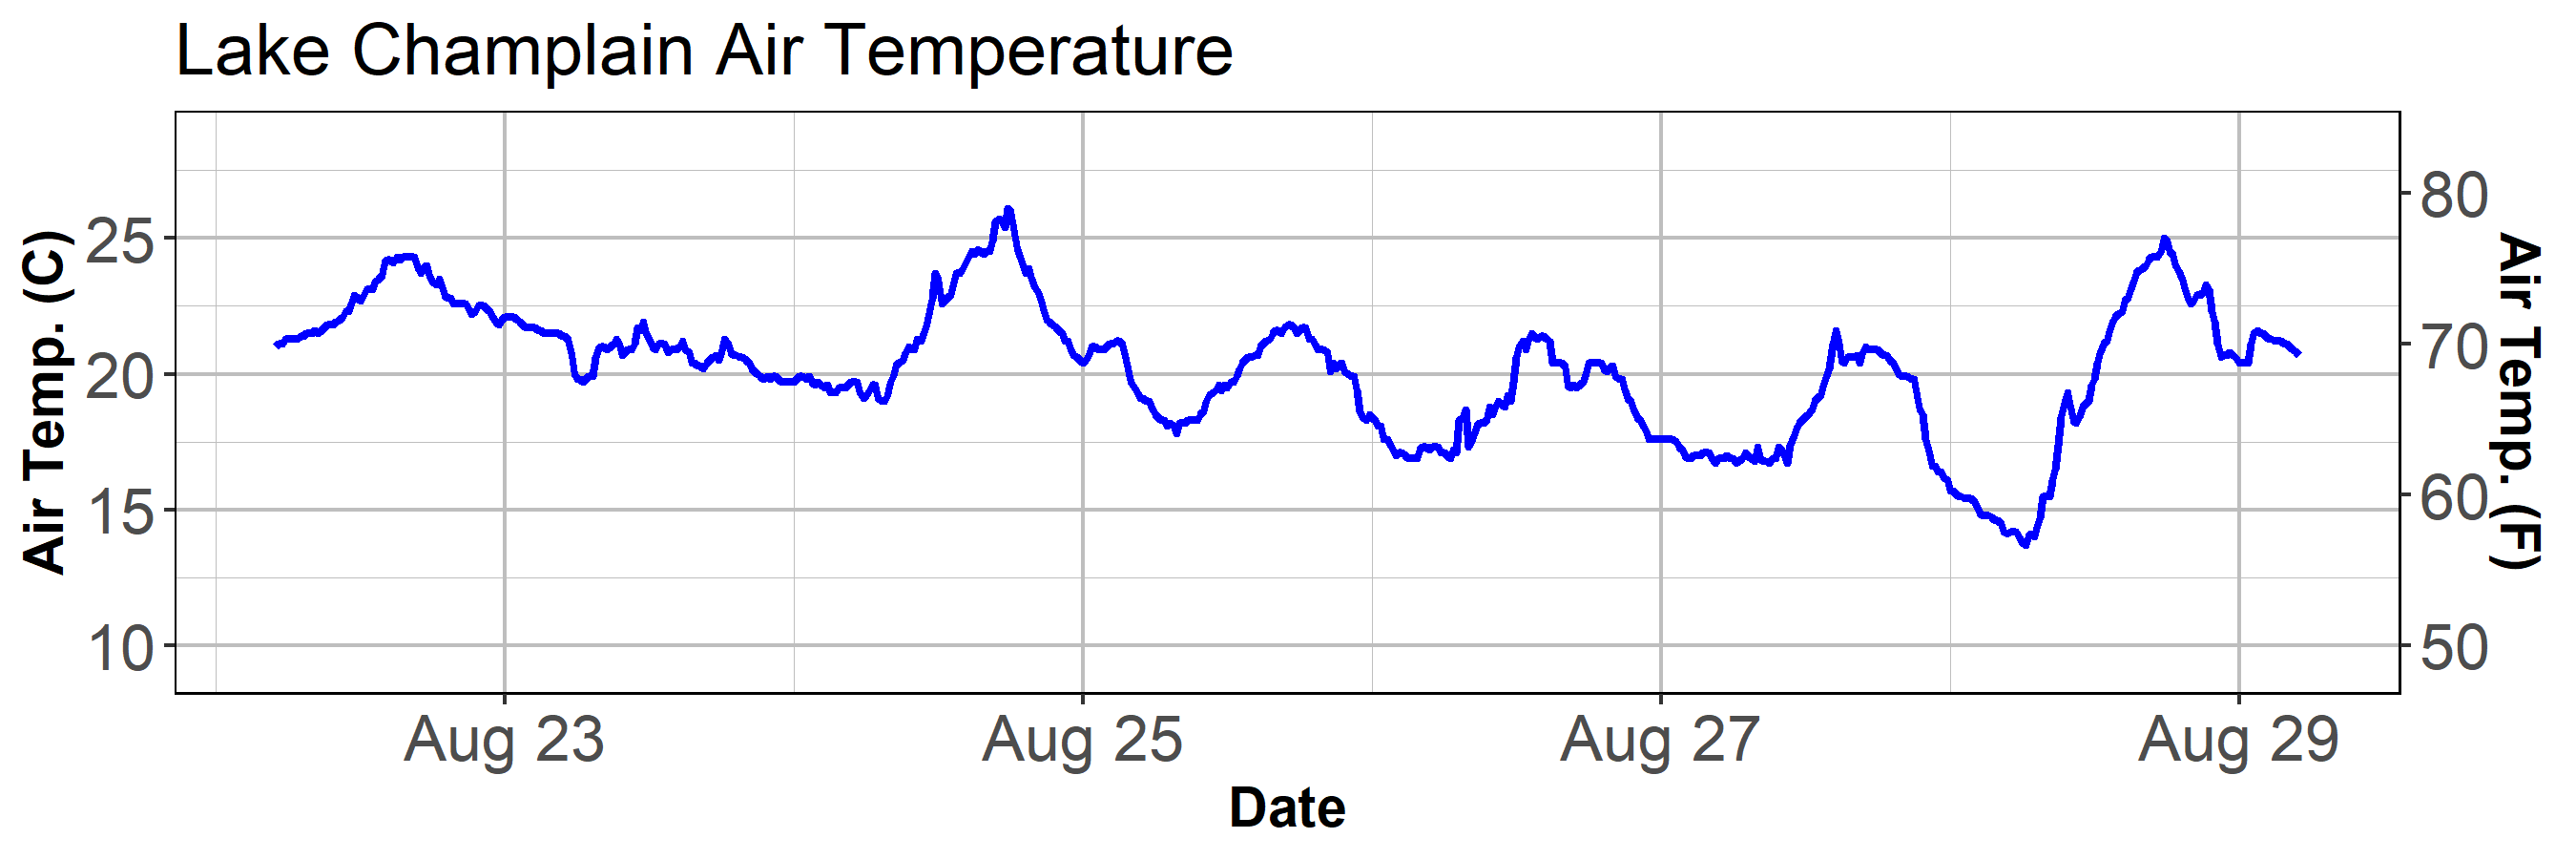 Lake Champlain Air Temperature
Air Temp. (C)
25
20
15
10
80
70
60
50
Air Temp. (F)
Aug 23
Aug 25
Aug 27
Aug 29
Date